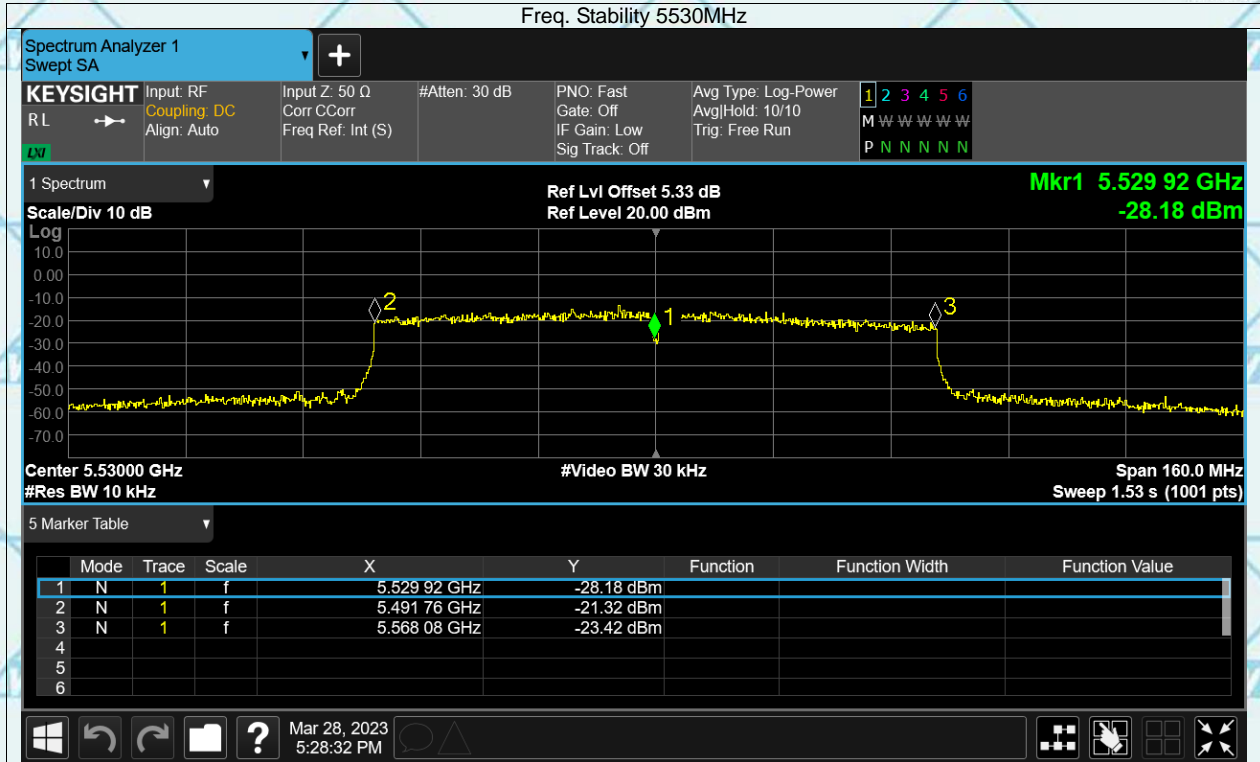 Freq. Stability 5530MHz
Spectrum Analyzer 1
Swept SA
KEYSIGHT Input: RF Input Z: 50 Ω #Atten: 30 dB PNO: Fast Avg Type: Log-Power 1 2 3 4 5 6
RL Coupling: DC Corr CCorr Gate: Off Avg|Hold: 10/10 M W W W W W
Align: Auto Freq Ref: Int (S) IF Gain: Low Trig: Free Run
LXI Sig Track: Off P N N N N N
1 Spectrum
Scale/Div 10 dB
Ref Lvl Offset 5.33 dB
Ref Level 20.00 dBm
Mkr1 5.529 92 GHz
-28.18 dBm
Log
10.0
0.00
-10.0
-20.0
-30.0
-40.0
-50.0
-60.0
-70.0
2
1
3
Center 5.53000 GHz #Video BW 30 kHz Span 160.0 MHz
#Res BW 10 kHz Sweep 1.53 s (1001 pts)
5 Marker Table
Mode Trace Scale X Y Function Function Width Function Value
1 N 1 f 5.529 92 GHz -28.18 dBm
2 N 1 f 5.491 76 GHz -21.32 dBm
3 N 1 f 5.568 08 GHz -23.42 dBm
4
5
6
?
Mar 28, 2023
5:28:32 PM